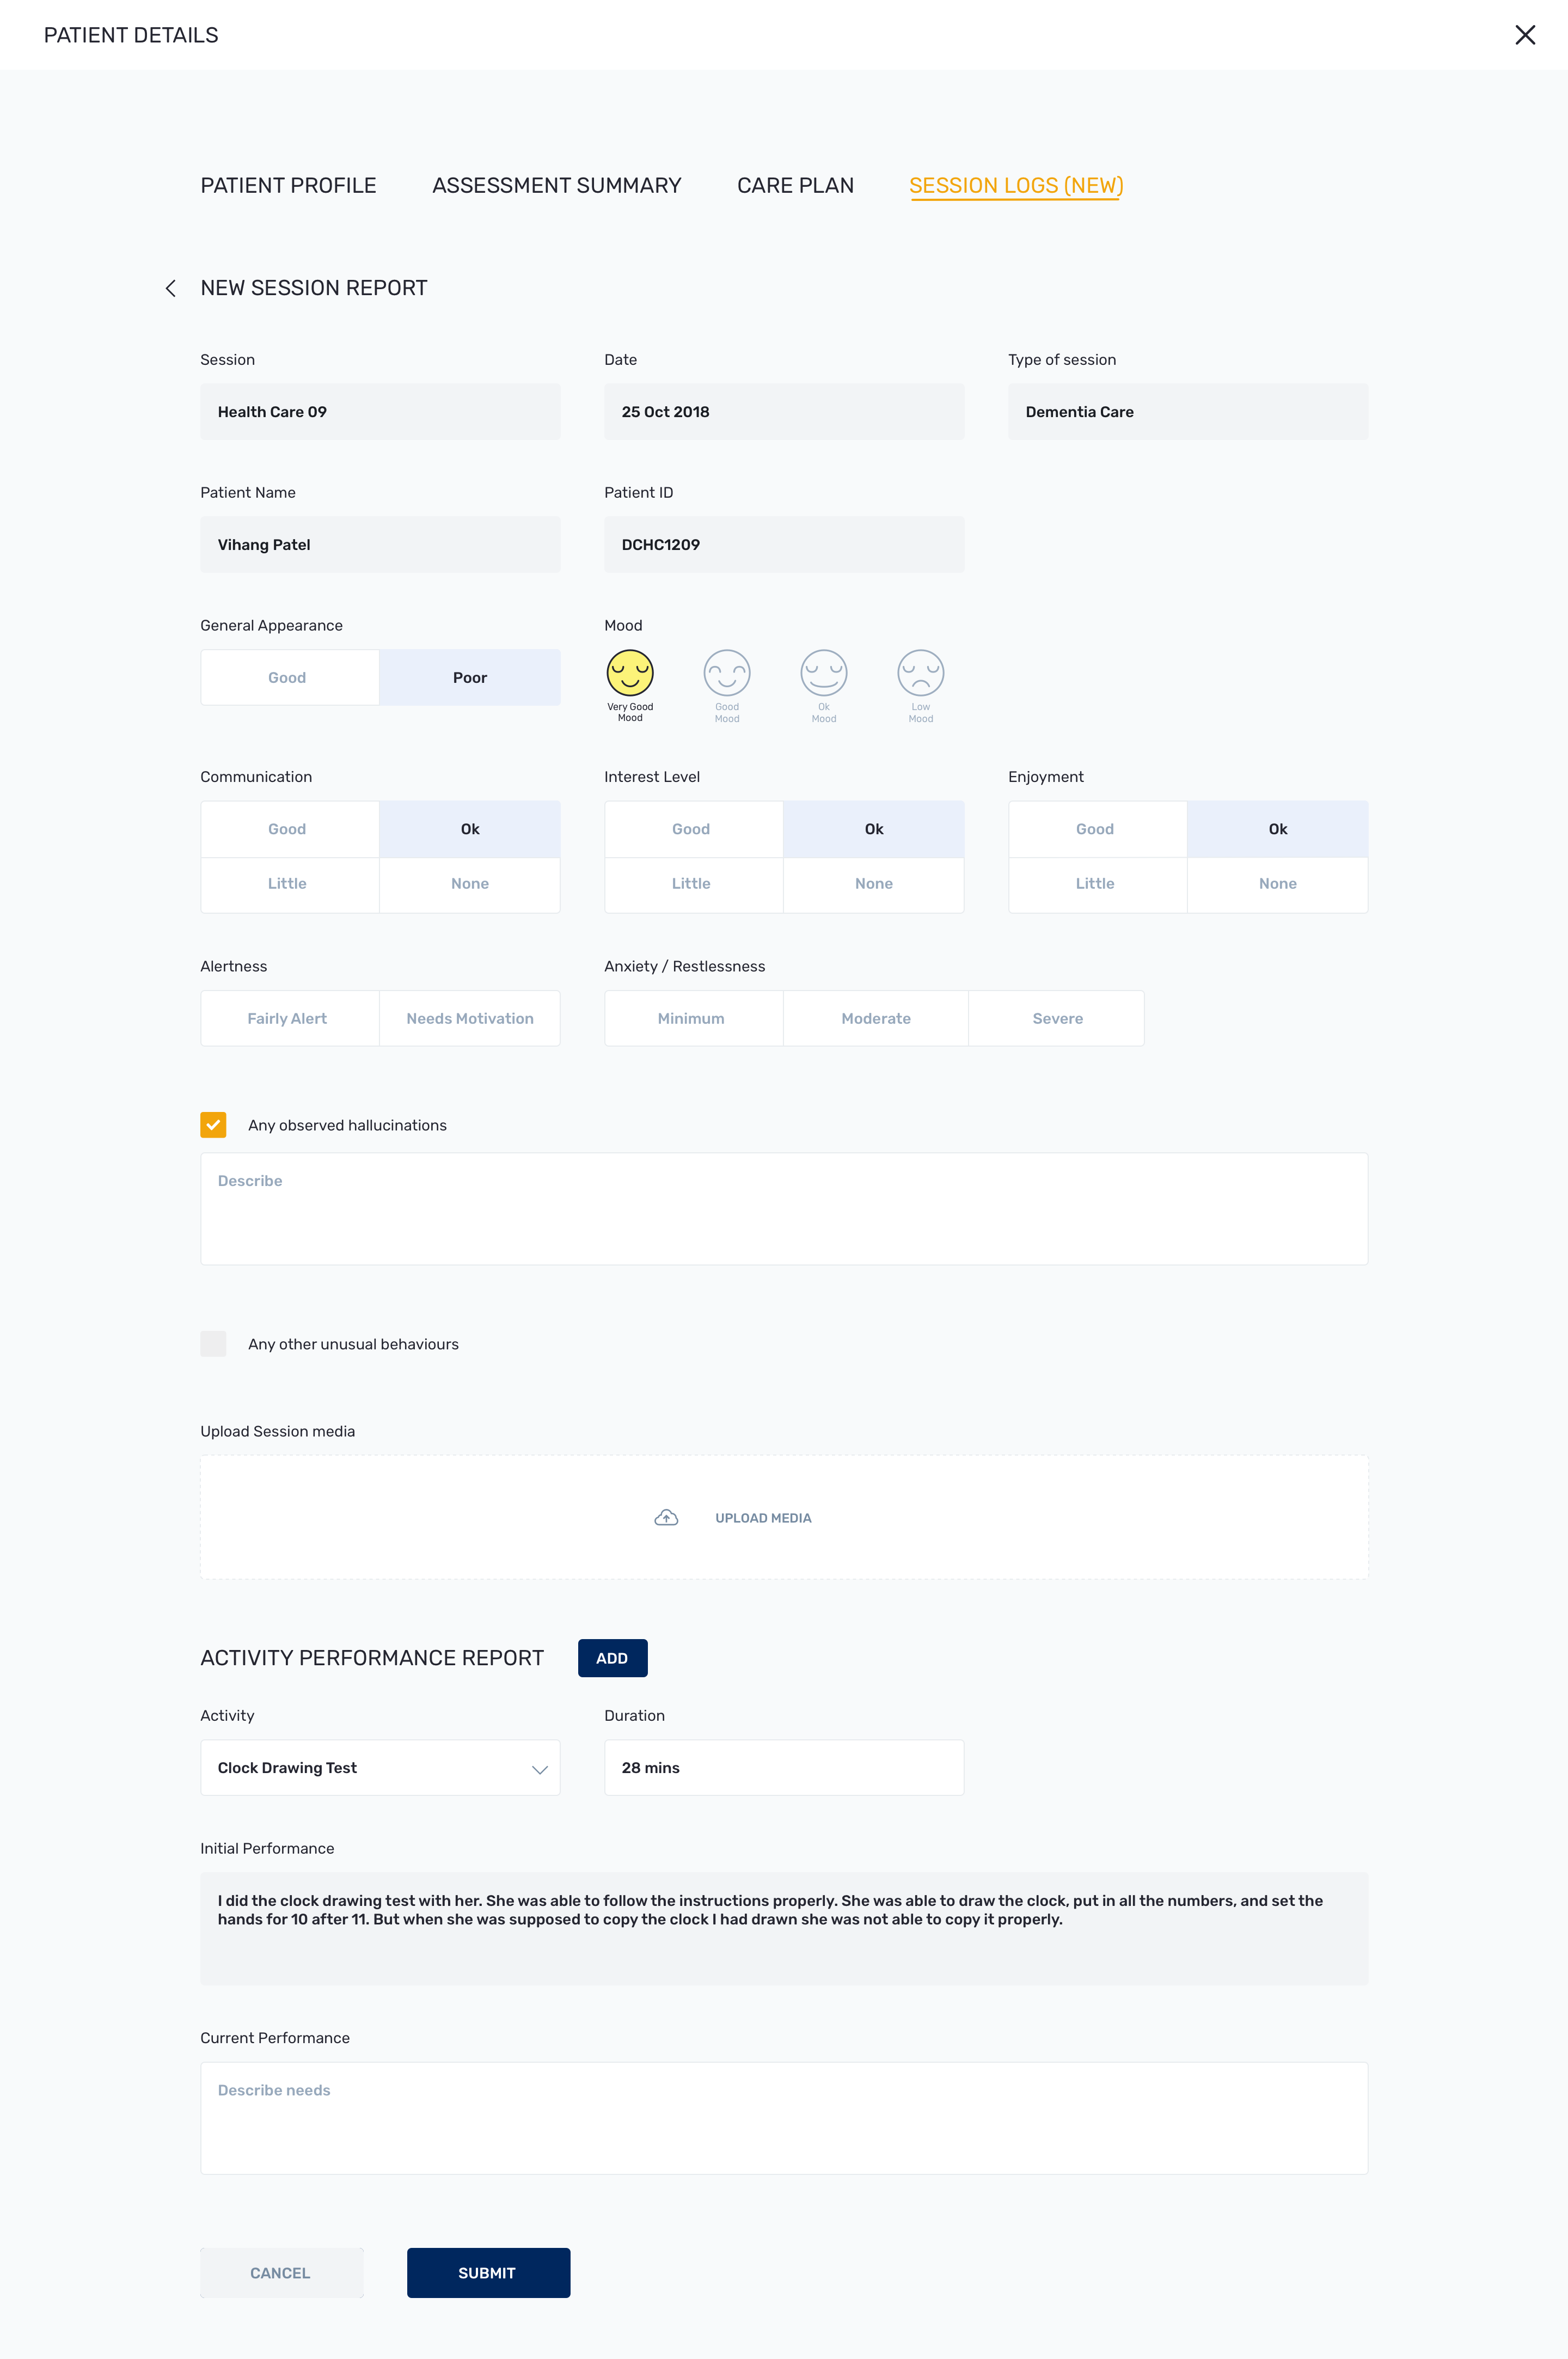 PATIENT DETAILS
PATIENT PROFILE
ASSESSMENT SUMMARY
CARE PLAN
SESSION LOGS (NEW)
NEW SESSION REPORT
Session
Date
Type of session
Health Care 09
25 Oct 2018
Dementia Care
Patient Name
Patient ID
Vihang Patel
DCHC1209
General Appearance
Mood
Good
Poor
Very Good
Mood
Good
Mood
Ok
Mood
Low
Mood
Communication
Interest Level
Enjoyment
Good
Ok
Good
Ok
Good
Ok
Little
None
Little
None
Little
None
Alertness
Anxiety / Restlessness
Fairly Alert
Needs Motivation
Minimum
Moderate
Severe
Any observed hallucinations
Describe
Any other unusual behaviours
Upload Session media
UPLOAD MEDIA
ACTIVITY PERFORMANCE REPORT
ADD
Activity
Duration
Clock Drawing Test
28 mins
Initial Performance
I did the clock drawing test with her. She was able to follow the instructions properly. She was able to draw the clock, put in all the numbers, and set the
hands for 10 after 11. But when she was supposed to copy the clock I had drawn she was not able to copy it properly.
Current Performance
Describe needs
CANCEL
SUBMIT